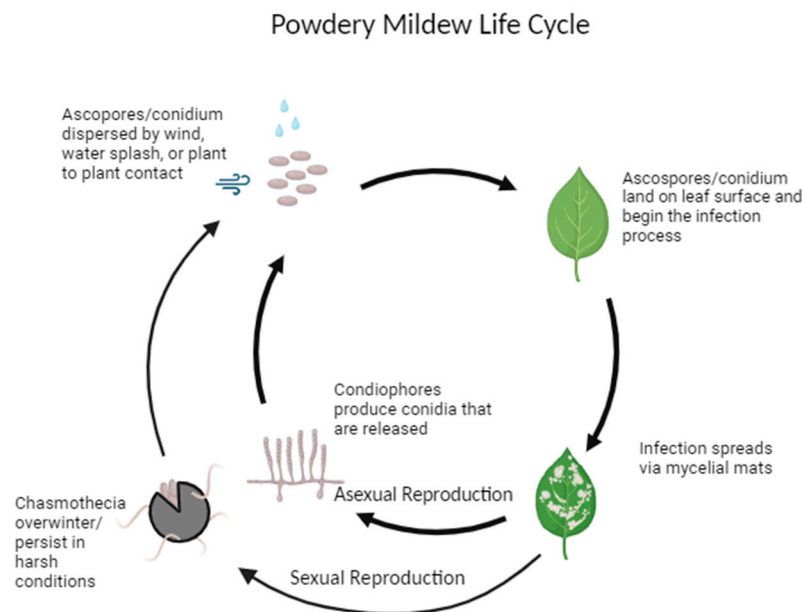 Powdery Mildew Life Cycle
Ascopores/conidium
dispersed by wind,
water splash, or plant
to plant contact
Ascospores/conidium
land on leaf surface and
begin the infection
process
Condiophores
produce conidia that
are released
Infection spreads
via mycelial mats
Asexual Reproduction
Chasmothecia
overwinter/
persist in
harsh
conditions
Sexual Reproduction